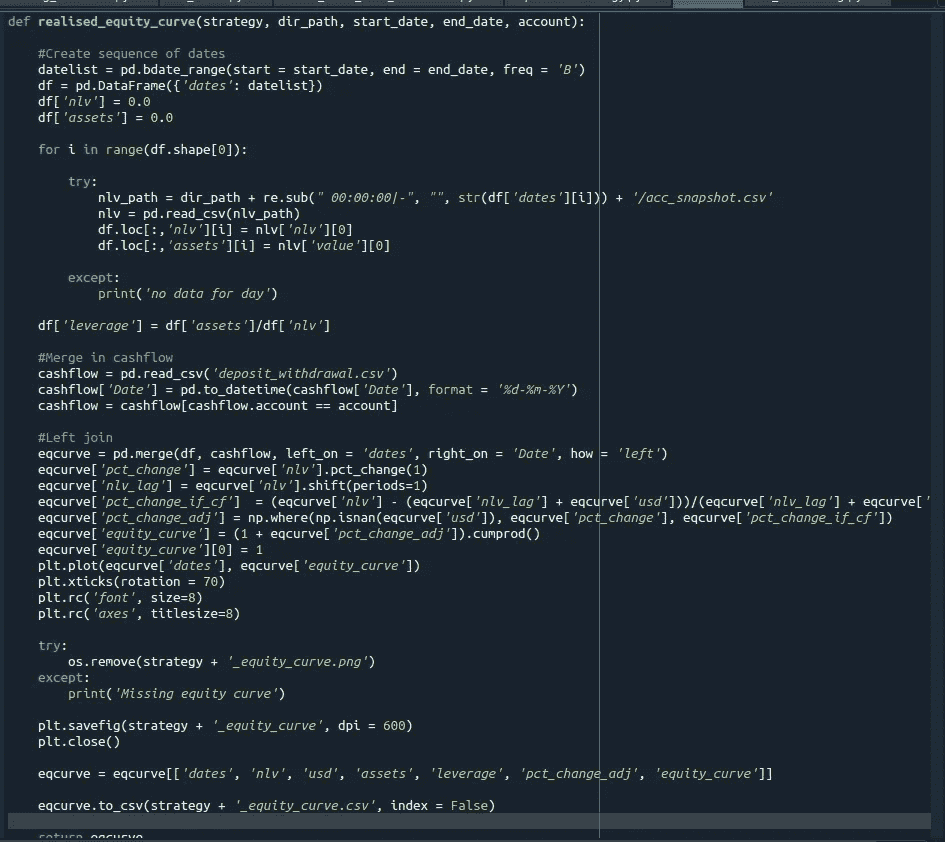 def realised_equity_curve(strategy, dir_path, start_date, end_date, account):
#Create sequence of dates
datelist = pd.bdate_range(start = start_date, end = end_date, freq = 'B')
df = pd.DataFrame({'dates': datelist})
df['nlv'] = 0.0
df['assets'] = 0.0
for i in range(df.shape[0]):
try:
nlv_path = dir_path + re.sub(" 00:00:00|-", "", str(df['dates'][i])) + '/acc_snapshot.csv'
nlv = pd.read_csv(nlv_path)
df.loc[:,'nlv'][i] = nlv['nlv'][0]
df.loc[:,'assets'][i] = nlv['value'][0]
except:
print('no data for day')
df['leverage'] = df['assets']/df['nlv']
#Merge in cashflow
cashflow = pd.read_csv('deposit_withdrawal.csv')
cashflow['Date'] = pd.to_datetime(cashflow['Date'], format = '%d-%m-%Y')
cashflow = cashflow[cashflow.account == account]
#Left join
eqcurve = pd.merge(df, cashflow, left_on = 'dates', right_on = 'Date', how = 'left')
eqcurve['pct_change'] = eqcurve['nlv'].pct_change(1)
eqcurve['nlv_lag'] = eqcurve['nlv'].shift(periods=1)
eqcurve['pct_change_if_cf']  = (eqcurve['nlv'] - (eqcurve['nlv_lag'] + eqcurve['usd']))/(eqcurve['nlv_lag'] + eqcurve['
eqcurve['pct_change_adj'] = np.where(np.isnan(eqcurve['usd']), eqcurve['pct_change'], eqcurve['pct_change_if_cf'])
eqcurve['equity_curve'] = (1 + eqcurve['pct_change_adj']).cumprod()
eqcurve['equity_curve'][0] = 1
plt.plot(eqcurve['dates'], eqcurve['equity_curve'])
plt.xticks(rotation = 70)
plt.rc('font', size=8)
plt.rc('axes', titlesize=8)
try:
os.remove(strategy + '_equity_curve.png')
except:
print('Missing equity curve')
plt.savefig(strategy + '_equity_curve', dpi = 600)
plt.close()
eqcurve = eqcurve[['dates', 'nlv', 'usd', 'assets', 'leverage', 'pct_change_adj', 'equity_curve']]
eqcurve.to_csv(strategy + '_equity_curve.csv', index = False)
return eqcurve